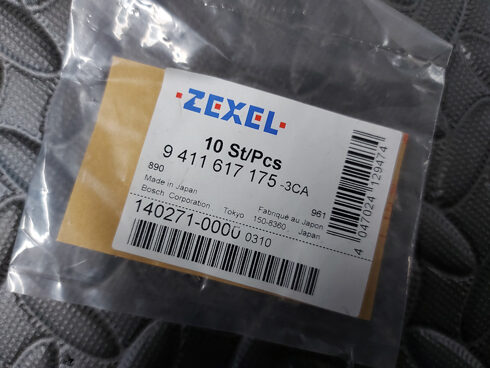 ZEXEL
10 St/Pcs
9 411 617 175 -3CA
890 961
Made in Japan Fabriqué au Japon
Bosch Corporation Tokyo 150-8360 Japan
140271-0000 0310
4 047024 129474